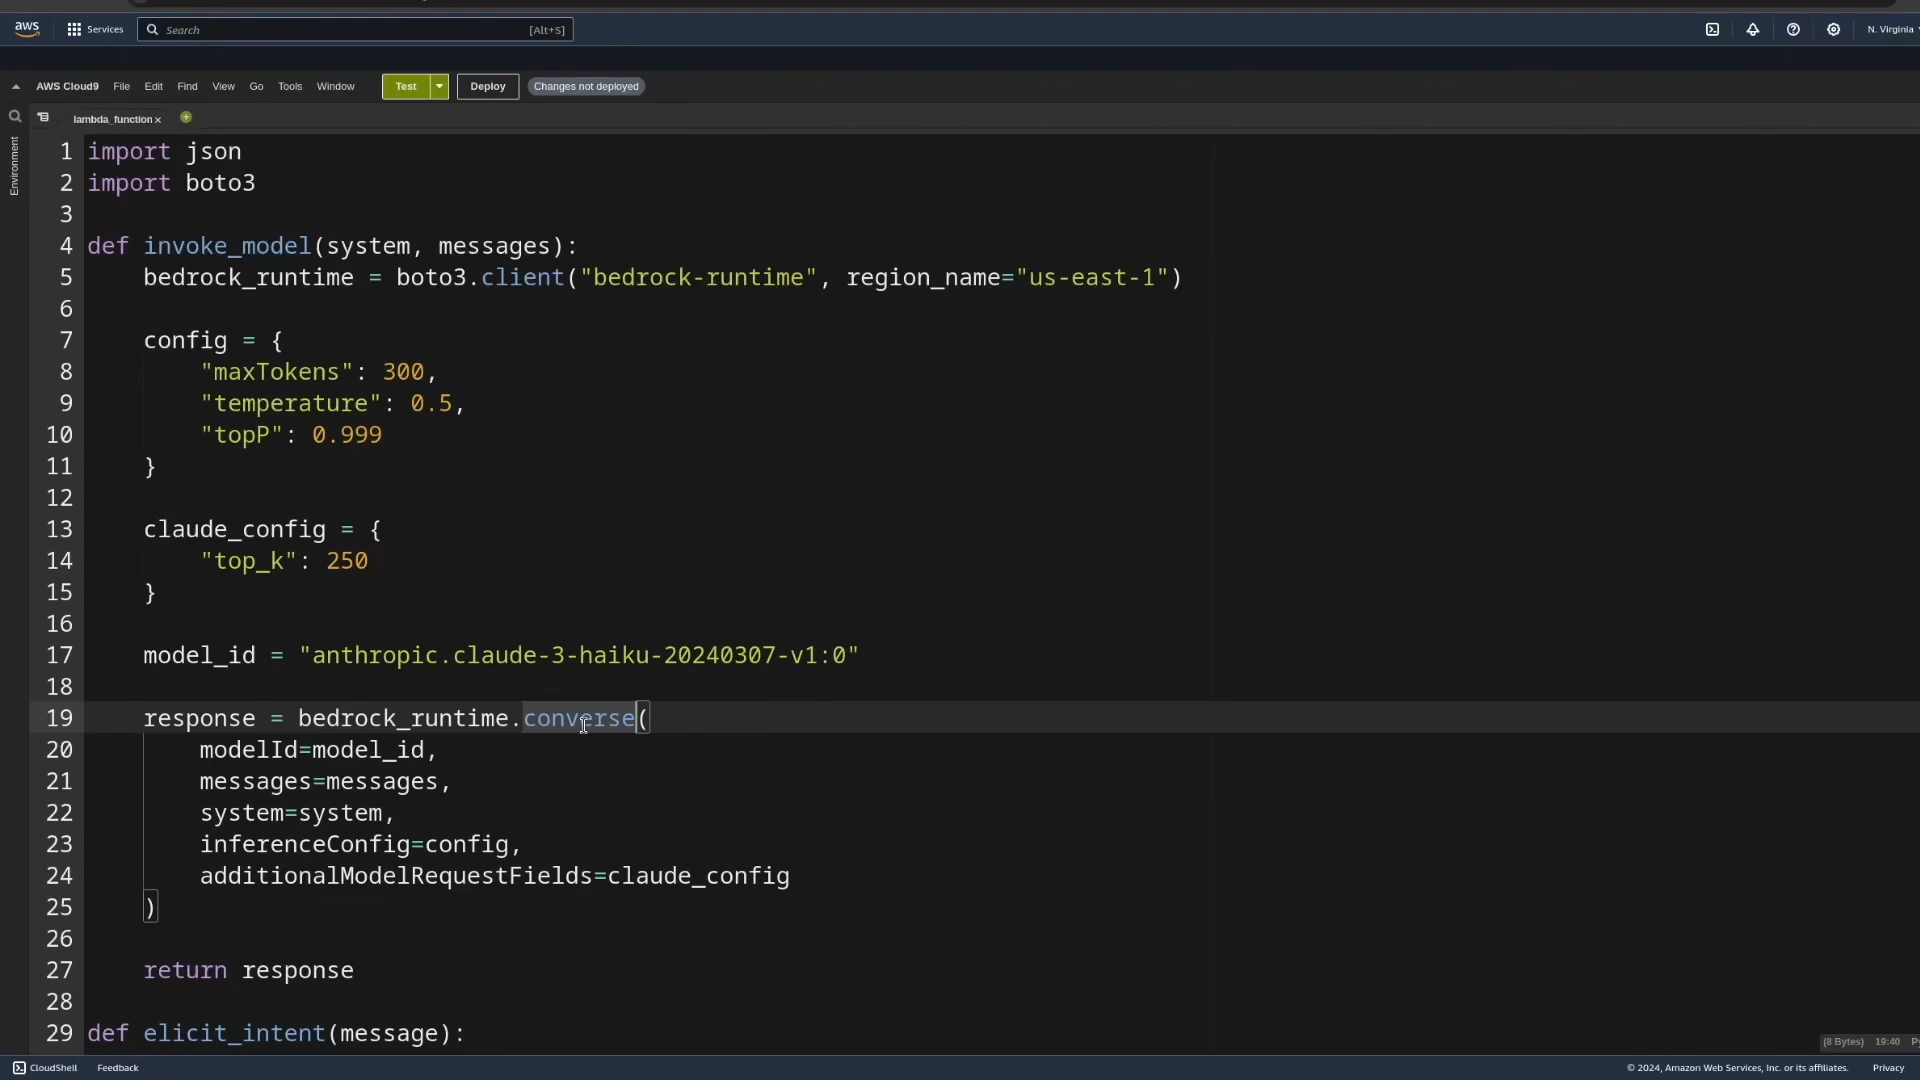 aws Services Search [Alt+S] N. Virginia
AWS Cloud9 File Edit Find View Go Tools Window Test Deploy Changes not deployed
lambda_function
Environment
1 import json
2 import boto3
3
4 def invoke_model(system, messages):
5     bedrock_runtime = boto3.client("bedrock-runtime", region_name="us-east-1")
6
7     config = {
8         "maxTokens": 300,
9         "temperature": 0.5,
10         "topP": 0.999
11     }
12
13     claude_config = {
14         "top_k": 250
15     }
16
17     model_id = "anthropic.claude-3-haiku-20240307-v1:0"
18
19     response = bedrock_runtime.converse(
20         modelId=model_id,
21         messages=messages,
22         system=system,
23         inferenceConfig=config,
24         additionalModelRequestFields=claude_config
25     )
26
27     return response
28
29 def elicit_intent(message):
(8 Bytes) 19:40
CloudShell Feedback © 2024, Amazon Web Services, Inc. or its affiliates. Privacy